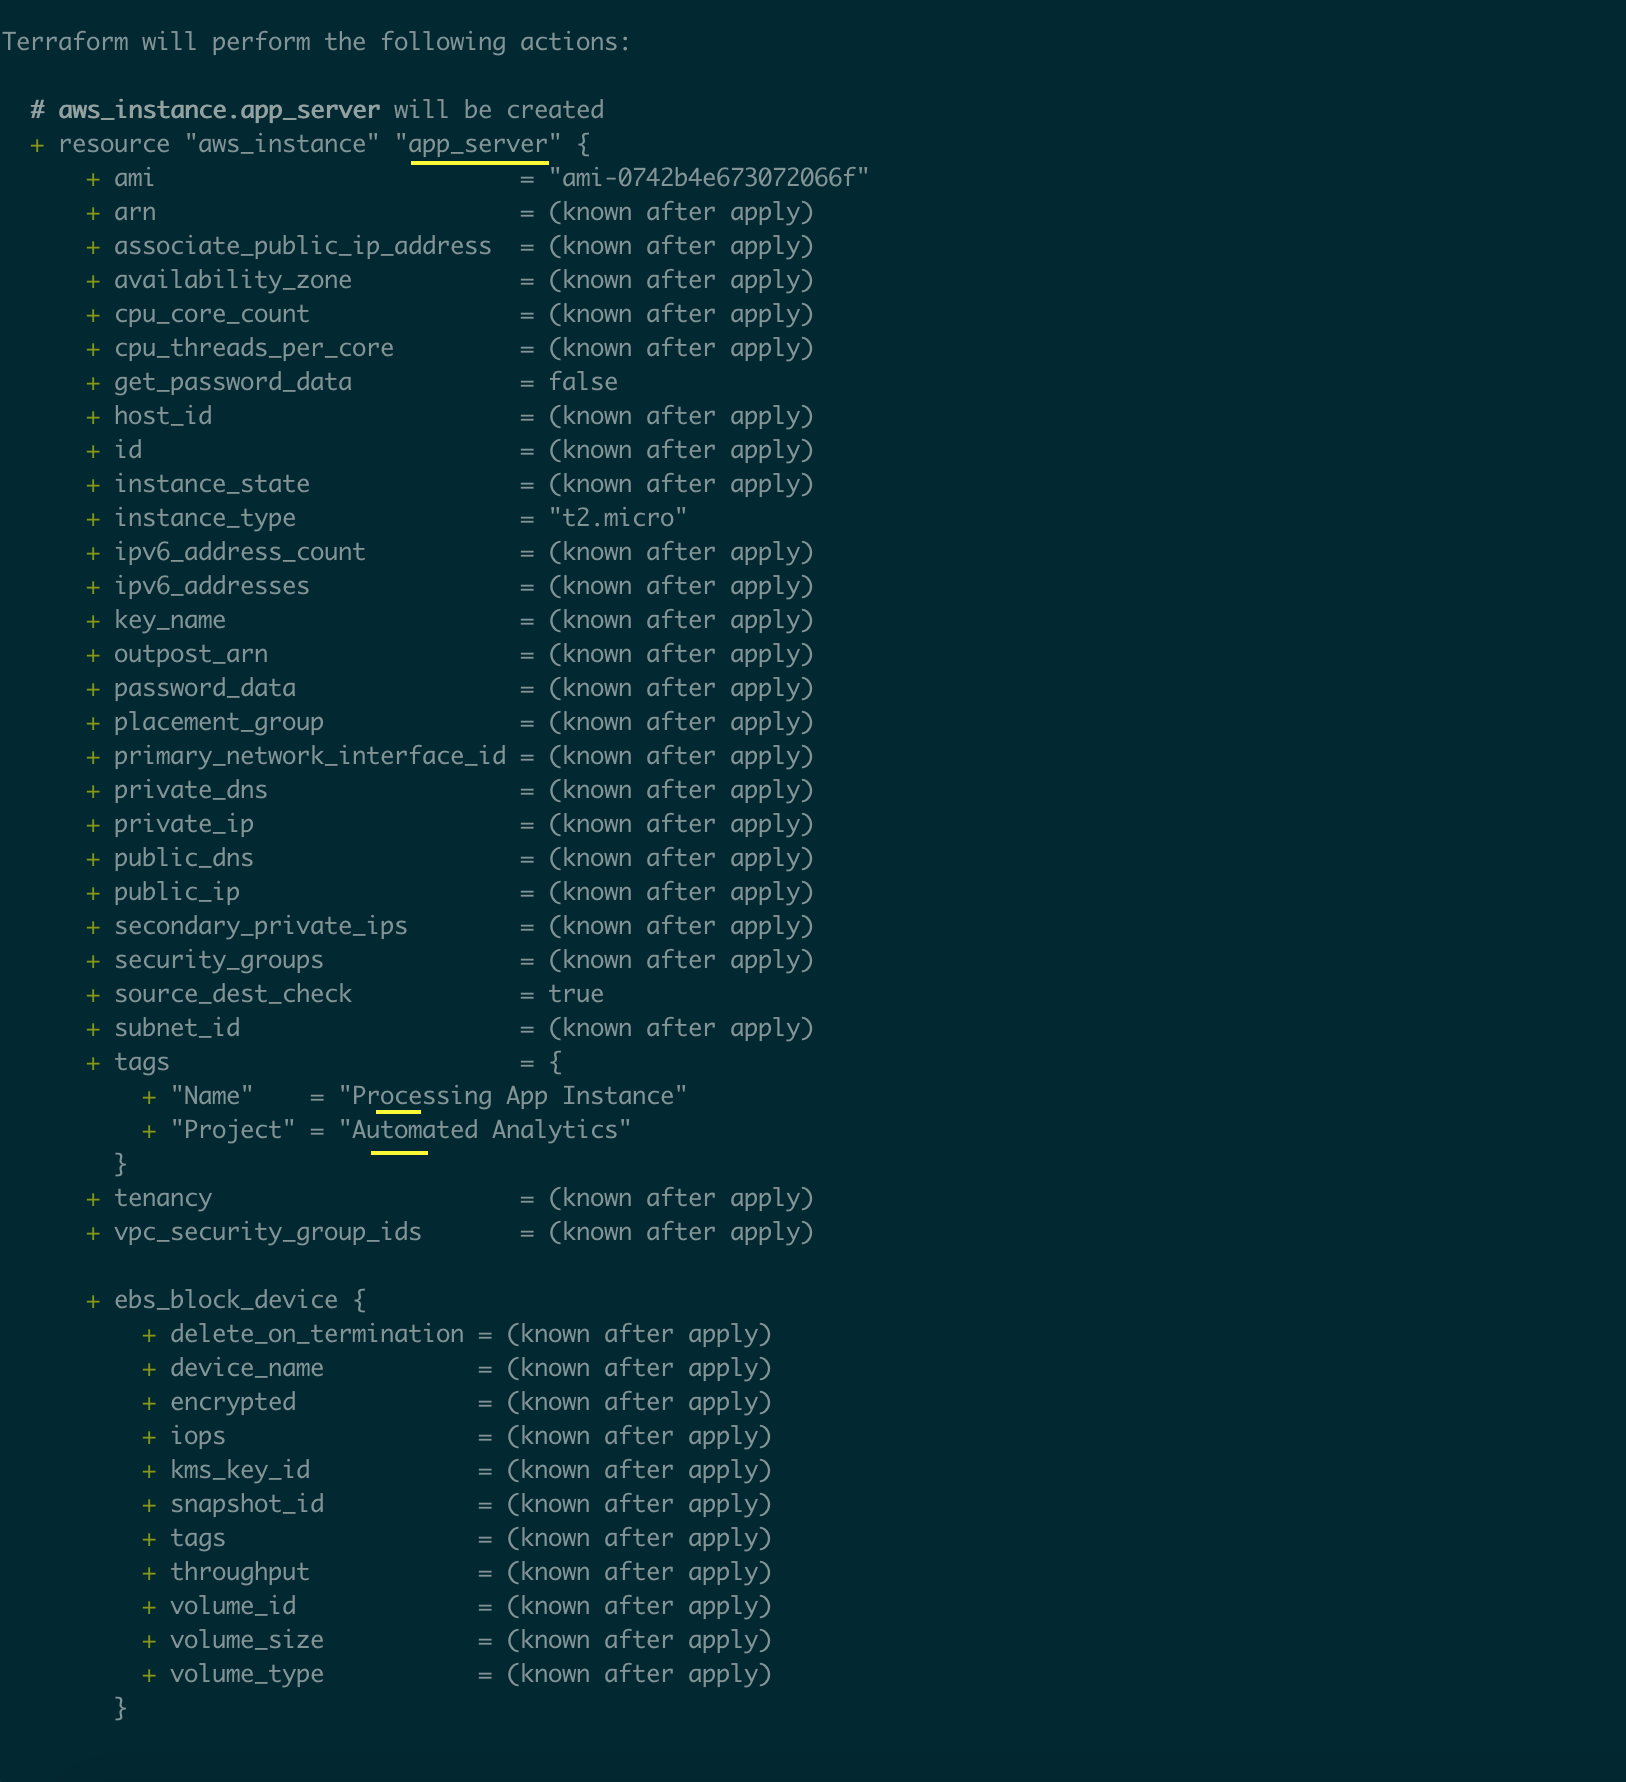 Terraform will perform the following actions:
# aws_instance.app_server will be created
+ resource "aws_instance" "app_server" {
+ ami = "ami-0742b4e673072066f"
+ arn = (known after apply)
+ associate_public_ip_address = (known after apply)
+ availability_zone = (known after apply)
+ cpu_core_count = (known after apply)
+ cpu_threads_per_core = (known after apply)
+ get_password_data = false
+ host_id = (known after apply)
+ id = (known after apply)
+ instance_state = (known after apply)
+ instance_type = "t2.micro"
+ ipv6_address_count = (known after apply)
+ ipv6_addresses = (known after apply)
+ key_name = (known after apply)
+ outpost_arn = (known after apply)
+ password_data = (known after apply)
+ placement_group = (known after apply)
+ primary_network_interface_id = (known after apply)
+ private_dns = (known after apply)
+ private_ip = (known after apply)
+ public_dns = (known after apply)
+ public_ip = (known after apply)
+ secondary_private_ips = (known after apply)
+ security_groups = (known after apply)
+ source_dest_check = true
+ subnet_id = (known after apply)
+ tags = {
+ "Name" = "Processing App Instance"
+ "Project" = "Automated Analytics"
}
+ tenancy = (known after apply)
+ vpc_security_group_ids = (known after apply)
+ ebs_block_device {
+ delete_on_termination = (known after apply)
+ device_name = (known after apply)
+ encrypted = (known after apply)
+ iops = (known after apply)
+ kms_key_id = (known after apply)
+ snapshot_id = (known after apply)
+ tags = (known after apply)
+ throughput = (known after apply)
+ volume_id = (known after apply)
+ volume_size = (known after apply)
+ volume_type = (known after apply)
}